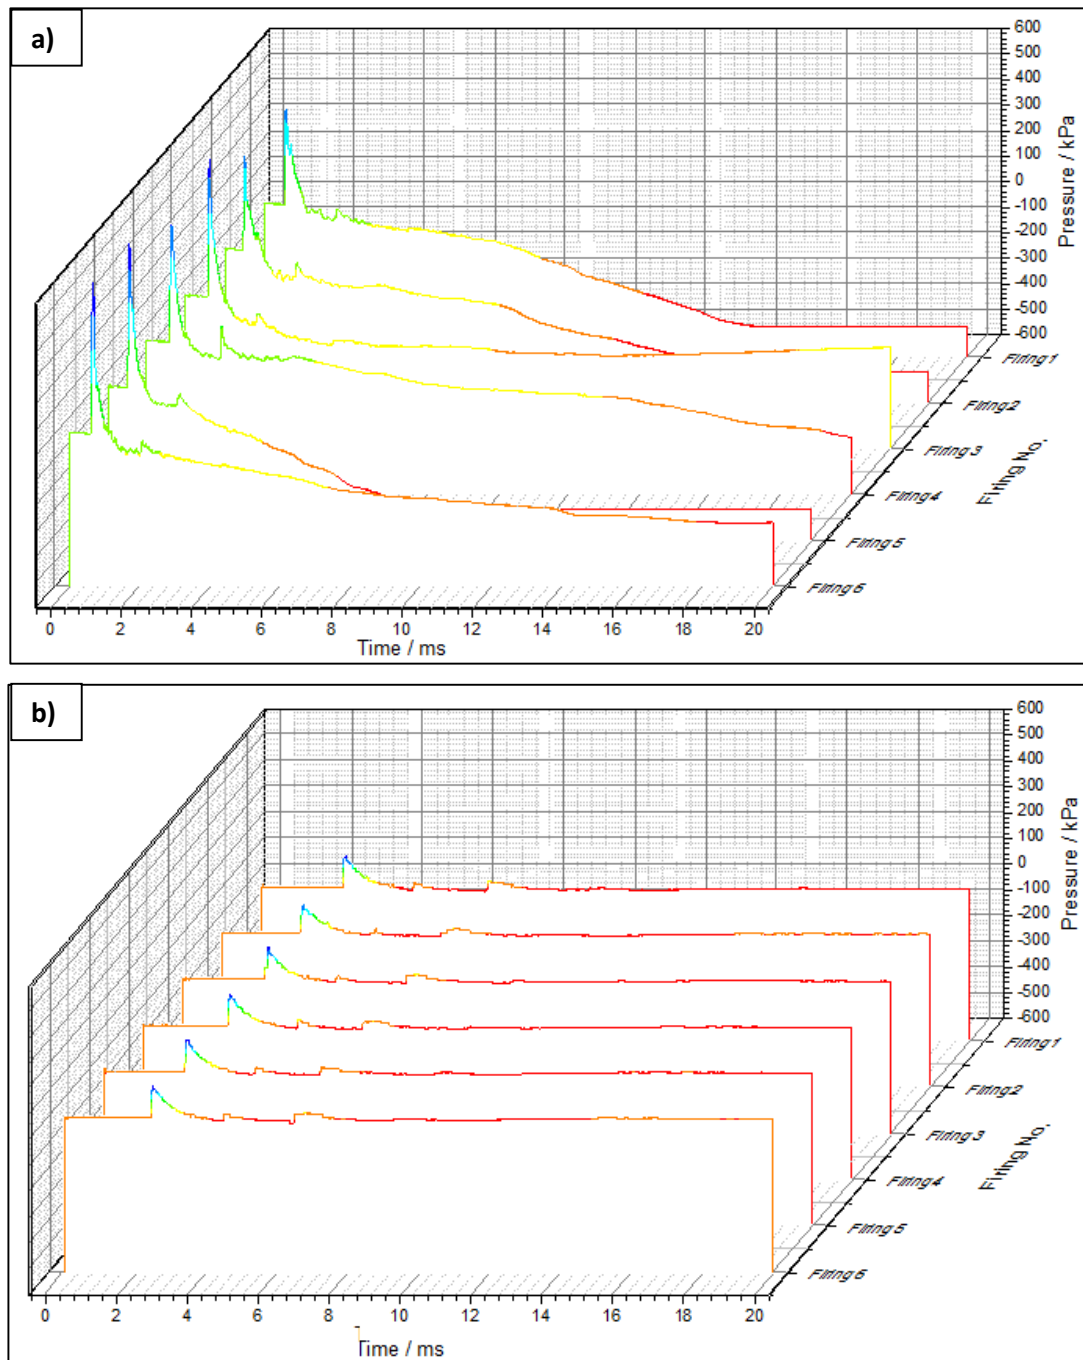 a)
600
500
400
300
200
100
0
-100
-200
-300
-400
-500
-600
Pressure / kPa
Firing 1
Firing 2
Firing 3
Firing 4
Firing 5
Firing 6
Firing No.
0 2 4 6 8 10 12 14 16 18 20
Time / ms
b)
600
500
400
300
200
100
0
-100
-200
-300
-400
-500
-600
Pressure / kPa
Firing 1
Firing 2
Firing 3
Firing 4
Firing 5
Firing 6
Firing No.
0 2 4 6 8 10 12 14 16 18 20
Time / ms